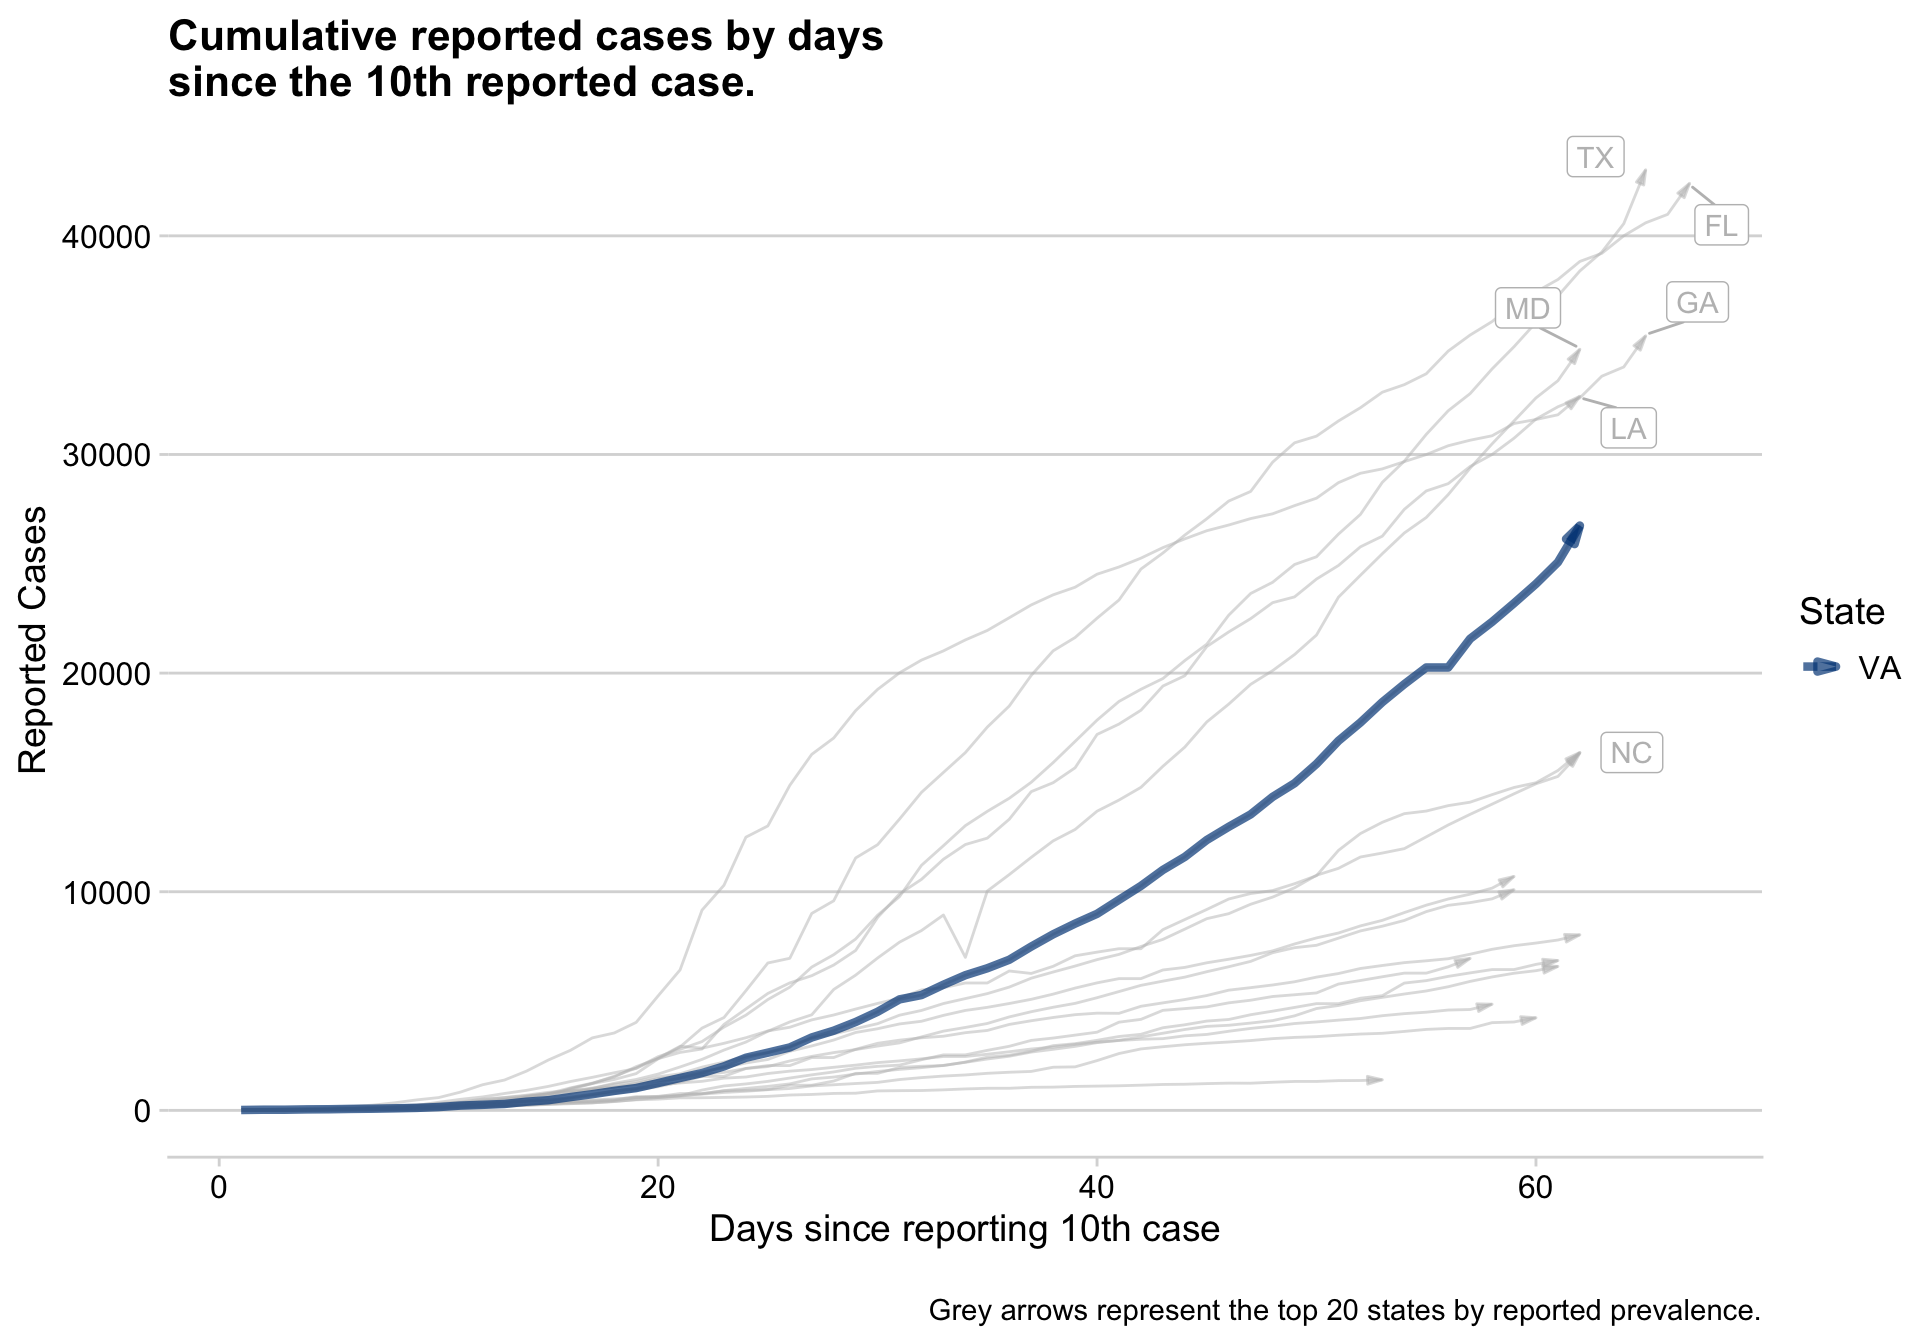 Cumulative reported cases by days
since the 10th reported case.
TX
FL
40000
MD
GA
LA
30000
Reported Cases
State
VA
20000
NC
10000
0
0 20 40 60
Days since reporting 10th case
Grey arrows represent the top 20 states by reported prevalence.